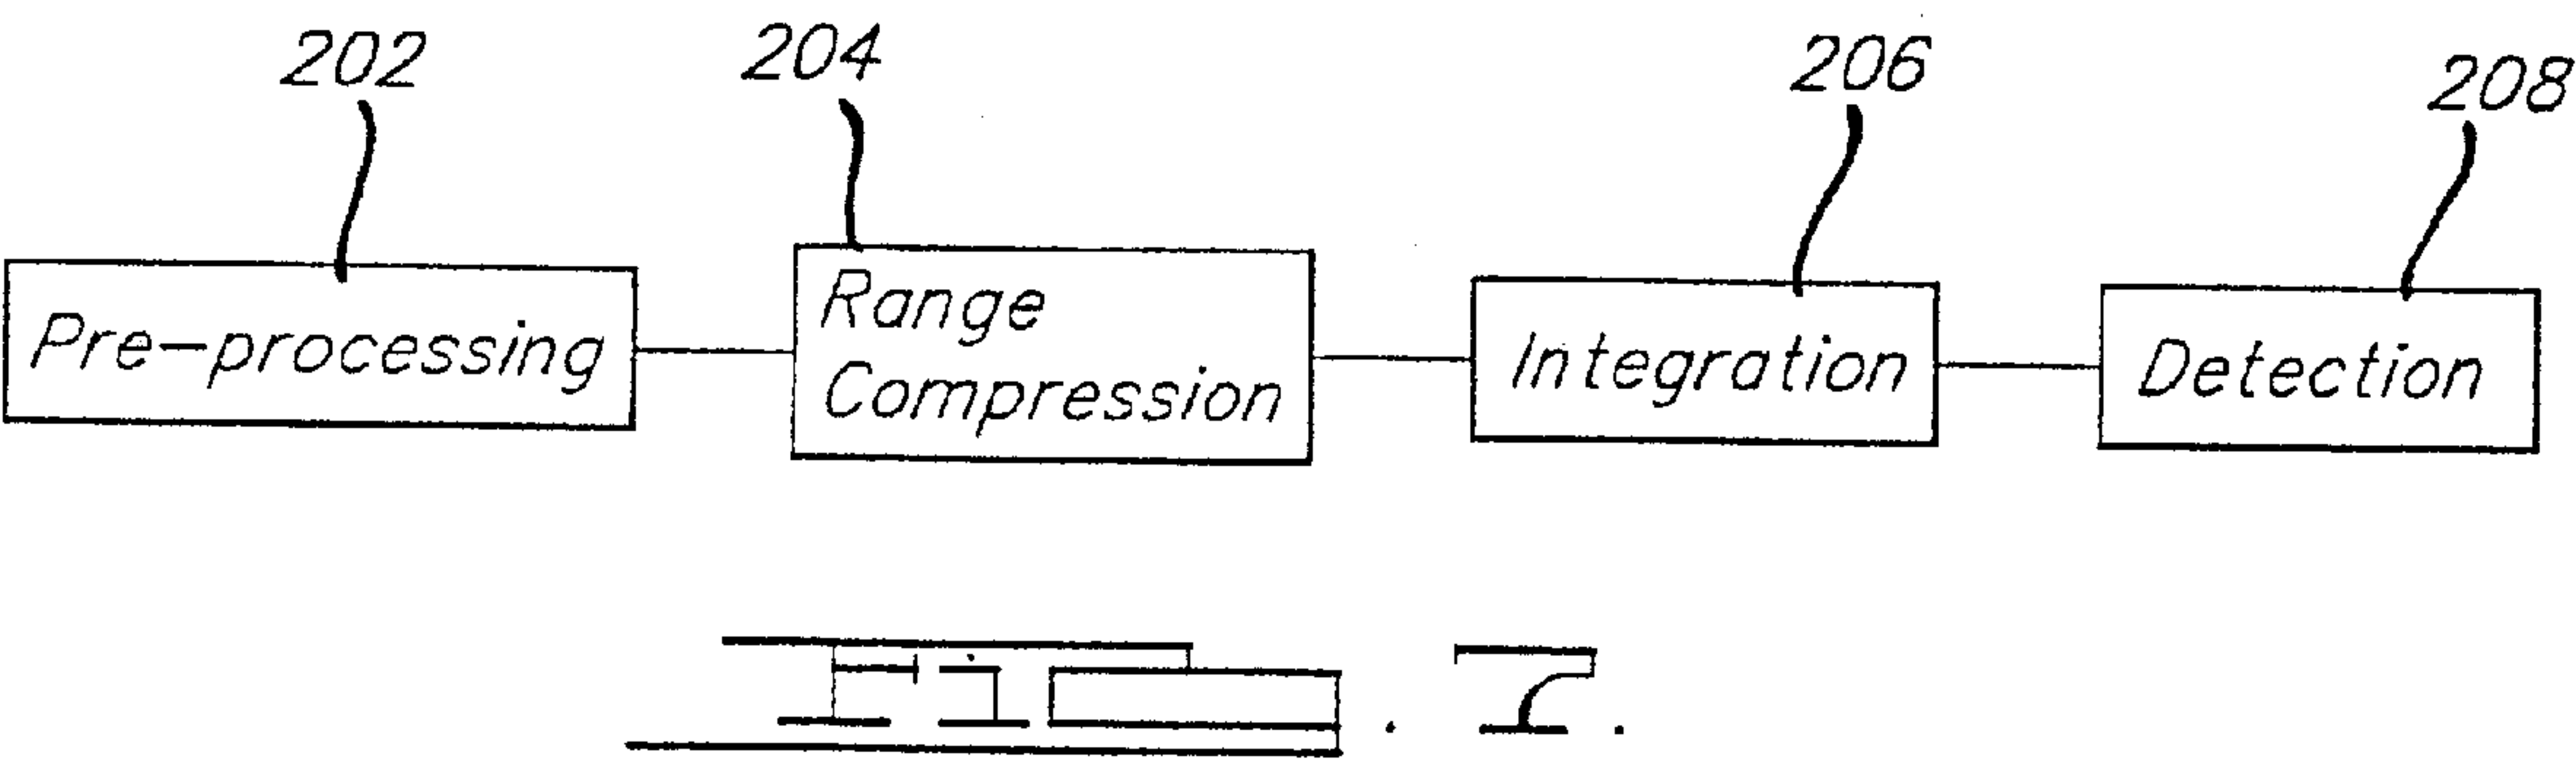 202
204
206
208
Pre-processing
Range
Compression
Integration
Detection
Fig. 7.